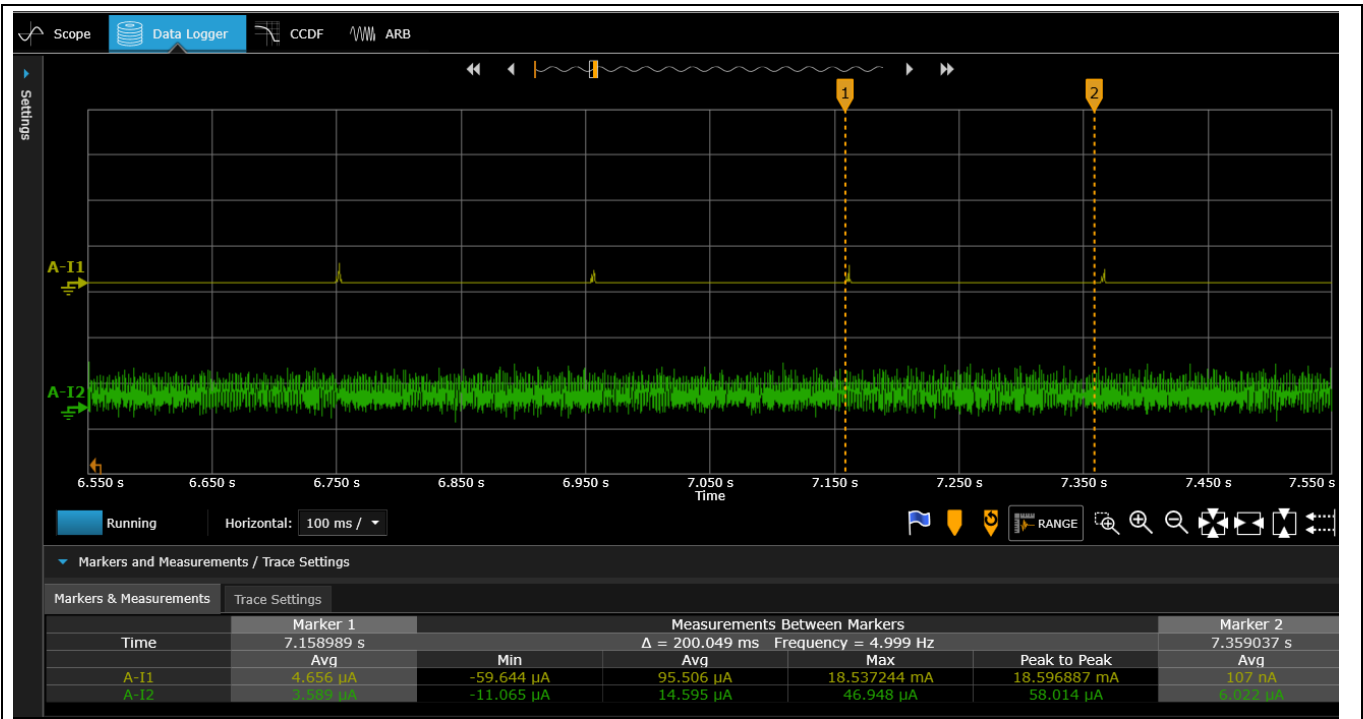 Scope Data Logger CCDF ARB
Settings
1 2
A-I1
A-I2
6.550 s 6.650 s 6.750 s 6.850 s 6.950 s 7.050 s 7.150 s 7.250 s 7.350 s 7.450 s 7.550 s
Time
Running Horizontal: 100 ms / RANGE
Markers and Measurements / Trace Settings
Markers & Measurements Trace Settings
Marker 1 Measurements Between Markers Marker 2
Time 7.158989 s Δ = 200.049 ms Frequency = 4.999 Hz 7.359037 s
Avg Min Avg Max Peak to Peak Avg
A-I1 4.656 µA -59.644 µA 95.506 µA 18.537244 mA 18.596887 mA 107 nA
A-I2 3.589 µA -11.065 µA 14.595 µA 46.948 µA 58.014 µA 6.022 µA